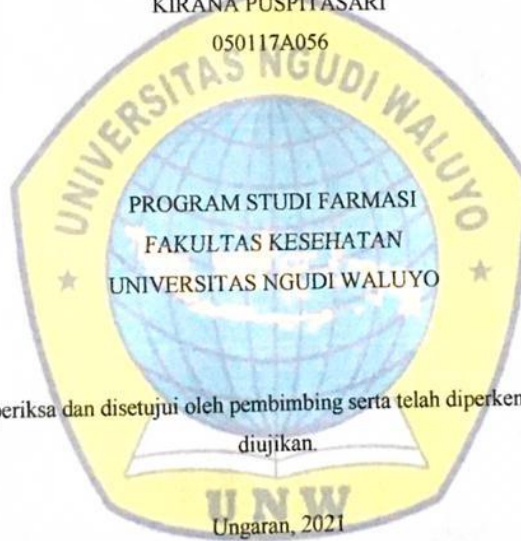 KIRANA PUSPITASARI
050117A056
UNIVERSITAS NGUDI WALUYO
PROGRAM STUDI FARMASI
FAKULTAS KESEHATAN
UNIVERSITAS NGUDI WALUYO
periksa dan disetujui oleh pembimbing serta telah
diujikan.
UNW
Ungaran, 2021